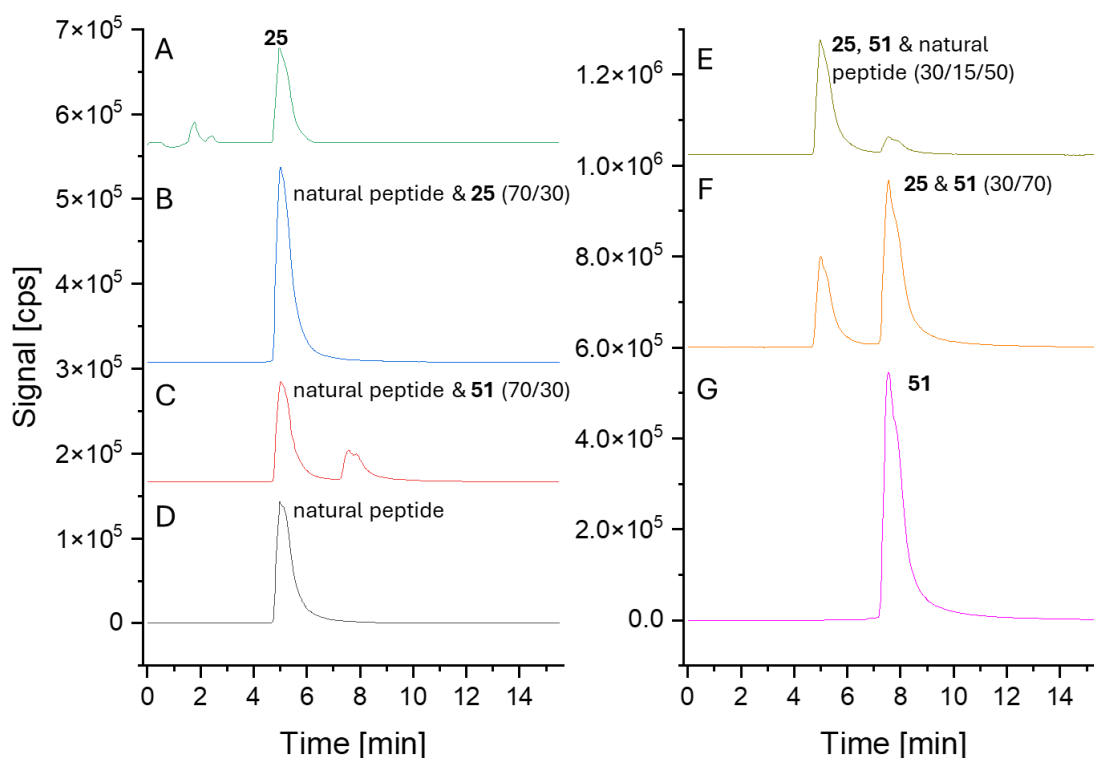 7×10⁵
6×10⁵
5×10⁵
4×10⁵
3×10⁵
2×10⁵
1×10⁵
0
Signal [cps]
A
25
B
natural peptide & 25 (70/30)
C
natural peptide & 51 (70/30)
D
natural peptide
0 2 4 6 8 10 12 14
Time [min]
1.2×10⁶
1.0×10⁶
8.0×10⁵
6.0×10⁵
4.0×10⁵
2.0×10⁵
0.0
E
25, 51 & natural
peptide (30/15/50)
F
25 & 51 (30/70)
G
51
0 2 4 6 8 10 12 14
Time [min]